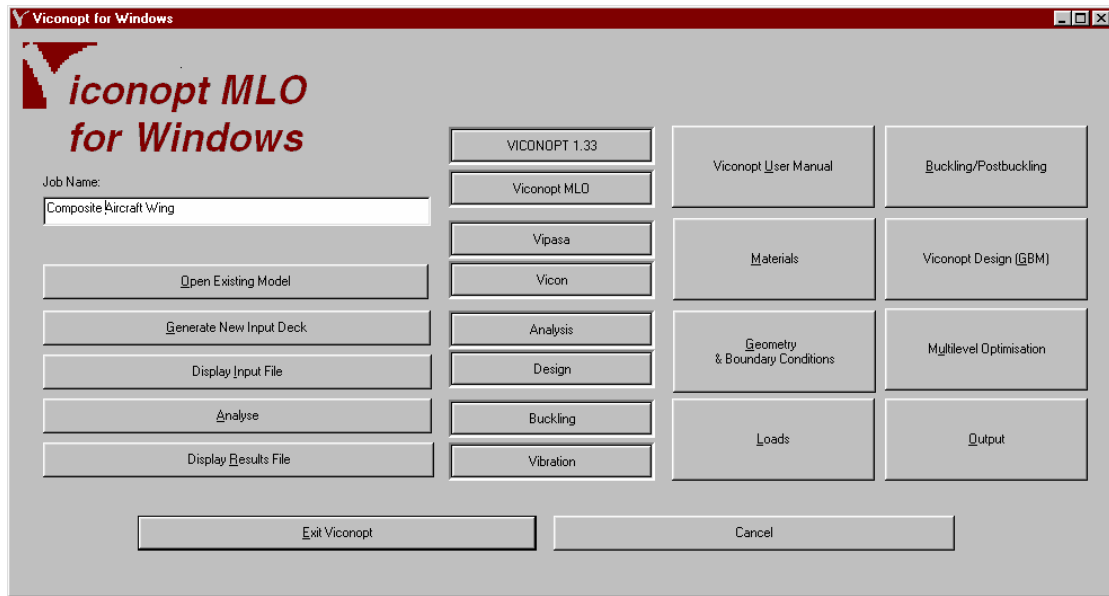 Viconopt for Windows
Viconopt MLO
for Windows
Job Name:
Composite Aircraft Wing
Open Existing Model
Generate New Input Deck
Display Input File
Analyse
Display Results File
VICONOPT 1.33
Viconopt MLO
Vipasa
Vicon
Analysis
Design
Buckling
Vibration
Viconopt User Manual
Materials
Geometry
& Boundary Conditions
Loads
Buckling/Postbuckling
Viconopt Design (GBM)
Multilevel Optimisation
Output
Exit Viconopt
Cancel